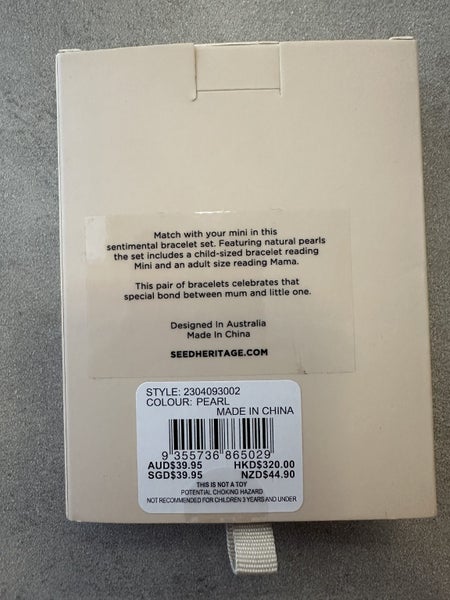 Match with your mini in this
sentimental bracelet set. Featuring natural pearls
the set includes a child-sized bracelet reading
Mini and an adult size reading Mama.
This pair of bracelets celebrates that
special bond between mum and little one.
Designed In Australia
Made In China
SEEDHERITAGE.COM
STYLE: 2304093002
COLOUR: PEARL
MADE IN CHINA
9 355736 865029
AUD$39.95 HKD$320.00
SGD$39.95 NZD$44.90
THIS IS NOT A TOY
POTENTIAL CHOKING HAZARD
NOT RECOMMENDED FOR CHILDREN 3 YEARS AND UNDER